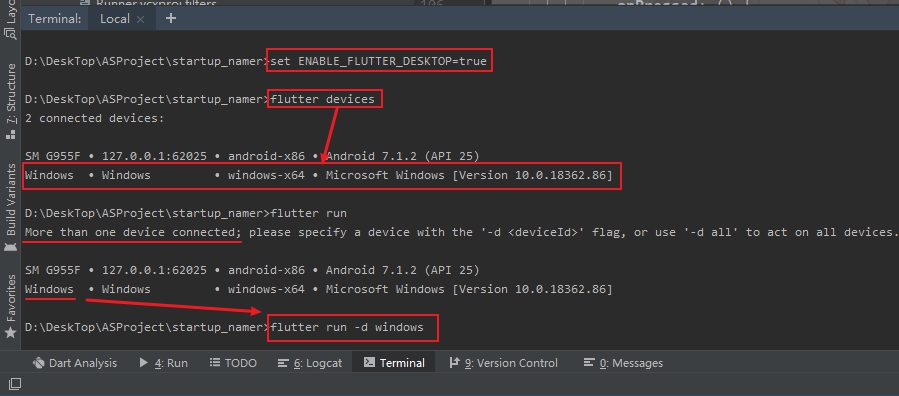 Runner.vcxproj.filters
106
onPressed: () {
Terminal: Local × +
D:\DeskTop\ASProject\startup_namer>set ENABLE_FLUTTER_DESKTOP=true
D:\DeskTop\ASProject\startup_namer>flutter devices
2 connected devices:
SM G955F • 127.0.0.1:62025 • android-x86 • Android 7.1.2 (API 25)
Windows • Windows • windows-x64 • Microsoft Windows [Version 10.0.18362.86]
D:\DeskTop\ASProject\startup_namer>flutter run
More than one device connected; please specify a device with the '-d <deviceId>' flag, or use '-d all' to act on all devices.
SM G955F • 127.0.0.1:62025 • android-x86 • Android 7.1.2 (API 25)
Windows • Windows • windows-x64 • Microsoft Windows [Version 10.0.18362.86]
D:\DeskTop\ASProject\startup_namer>flutter run -d windows
Z: Structure
Build Variants
Favorites
Dart Analysis 4: Run TODO 6: Logcat Terminal 9: Version Control 0: Messages